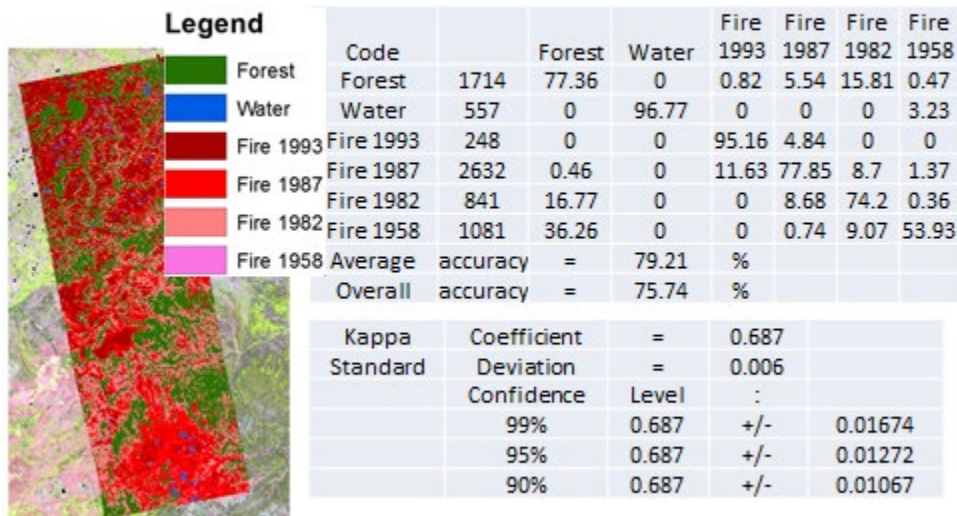 Legend
Forest
Water
Fire 1993
Fire 1987
Fire 1982
Fire 1958
Code Forest Water Fire 1993 Fire 1987 Fire 1982 Fire 1958
Forest 1714 77.36 0 0.82 5.54 15.81 0.47
Water 557 0 96.77 0 0 0 3.23
Fire 1993 248 0 0 95.16 4.84 0 0
Fire 1987 2632 0.46 0 11.63 77.85 8.7 1.37
Fire 1982 841 16.77 0 0 8.68 74.2 0.36
Fire 1958 1081 36.26 0 0 0.74 9.07 53.93
Average accuracy = 79.21 %
Overall accuracy = 75.74 %
Kappa Coefficient = 0.687
Standard Deviation = 0.006
Confidence Level :
99% 0.687 +/- 0.01674
95% 0.687 +/- 0.01272
90% 0.687 +/- 0.01067